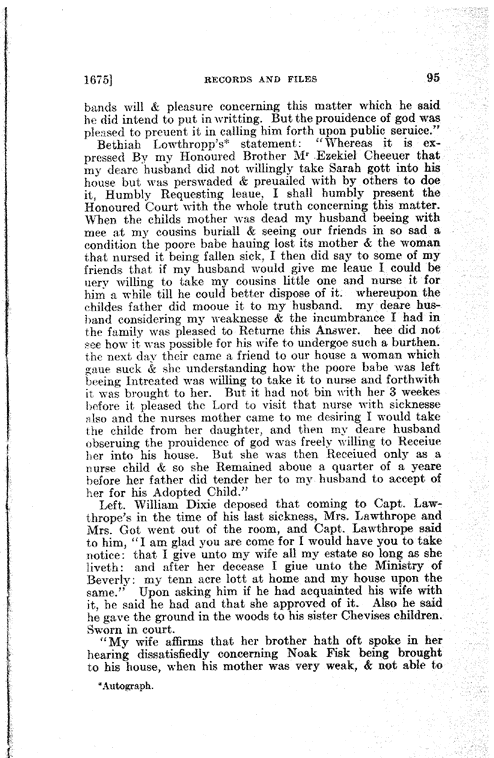 1675] RECORDS AND FILES 95
bands will & pleasure concerning this matter which he said
he did intend to put in writting. But the prouidence of god was
pleased to preuent it in calling him forth upon public seruice."
Bethiah Lowthropp's* statement: "Whereas it is ex-
pressed By my Honoured Brother Mr Ezekiel Cheeuer that
my deare husband did not willingly take Sarah gott into his
house but was perswaded & preuailed with by others to doe
it, Humbly Requesting leaue, I shall humbly present the
Honoured Court with the whole truth concerning this matter.
When the childs mother was dead my husband beeing with
mee at my cousins buriall & seeing our friends in so sad a
condition the poore babe hauing lost its mother & the woman
that nursed it being fallen sick, I then did say to some of my
friends that if my husband would give me leaue I could be
uery willing to take my cousins little one and nurse it for
him a while till he could better dispose of it. whereupon the
childes father did mooue it to my husband. my deare hus-
band considering my weaknesse & the incumbrance I had in
the family was pleased to Returne this Answer. hee did not
see how it was possible for his wife to undergoe such a burthen.
the next day their came a friend to our house a woman which
gaue suck & she understanding how the poore babe was left
beeing Intreated was willing to take it to nurse and forthwith
it was brought to her. But it had not bin with her 3 weekes
before it pleased the Lord to visit that nurse with sicknesse
also and the nurses mother came to me desiring I would take
the childe from her daughter, and then my deare husband
obseruing the prouidence of god was freely willing to Receiue
her into his house. But she was then Receiued only as a
nurse child & so she Remained aboue a quarter of a yeare
before her father did tender her to my husband to accept of
her for his Adopted Child."
Left. William Dixie deposed that coming to Capt. Law-
thrope's in the time of his last sickness, Mrs. Lawthrope and
Mrs. Got went out of the room, and Capt. Lawthrope said
to him, "I am glad you are come for I would have you to take
notice: that I give unto my wife all my estate so long as she
liveth: and after her decease I giue unto the Ministry of
Beverly: my tenn acre lott at home and my house upon the
same." Upon asking him if he had acquainted his wife with
it, he said he had and that she approved of it. Also he said
he gave the ground in the woods to his sister Chevises children.
Sworn in court.
"My wife affirms that her brother hath oft spoke in her
hearing dissatisfiedly concerning Noak Fisk being brought
to his house, when his mother was very weak, & not able to
*Autograph.